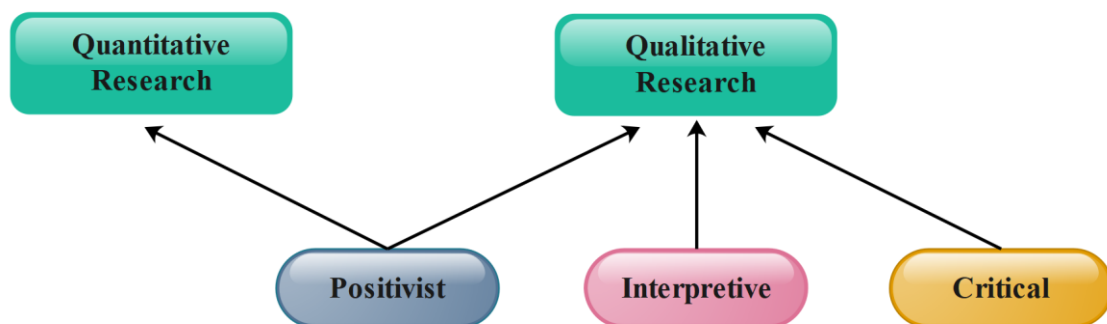 Quantitative
Research
Qualitative
Research
Positivist
Interpretive
Critical